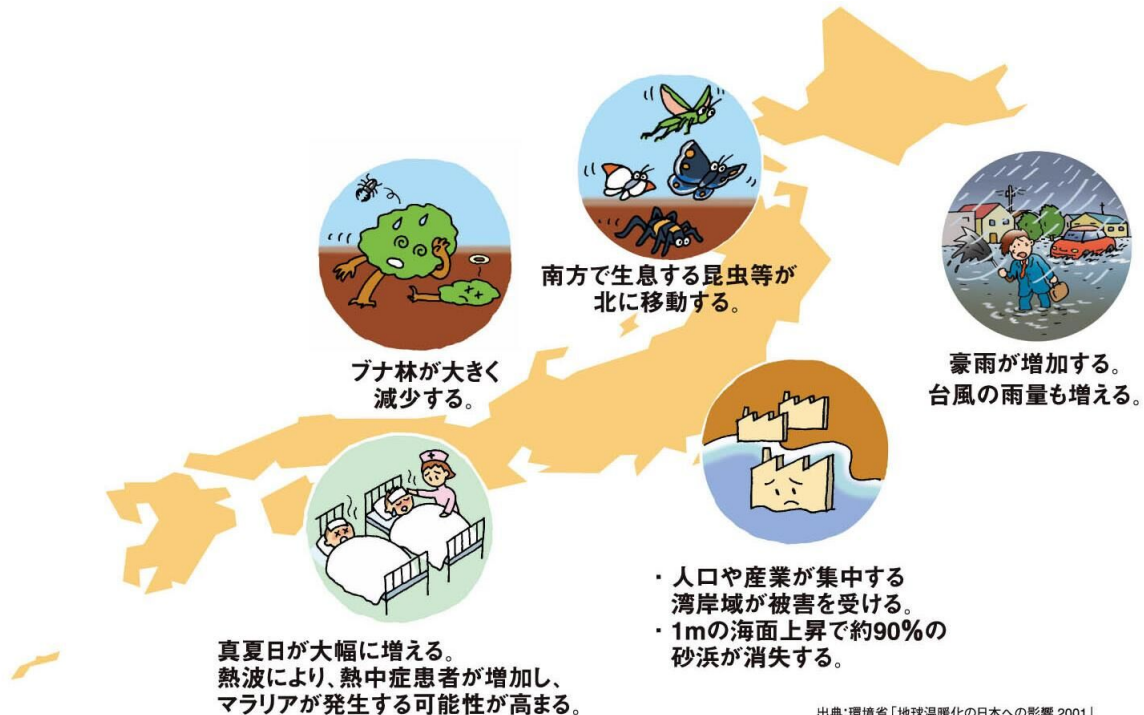 南方で生息する昆虫等が
北に移動する。
ブナ林が大きく
減少する。
豪雨が増加する。
台風の雨量も増える。
・人口や産業が集中する
湾岸域が被害を受ける。
・1mの海面上昇で約90%の
砂浜が消失する。
真夏日が大幅に増える。
熱波により、熱中症患者が増加し、
マラリアが発生する可能性が高まる。
出典:環境省「地球温暖化の日本への影響 2001」